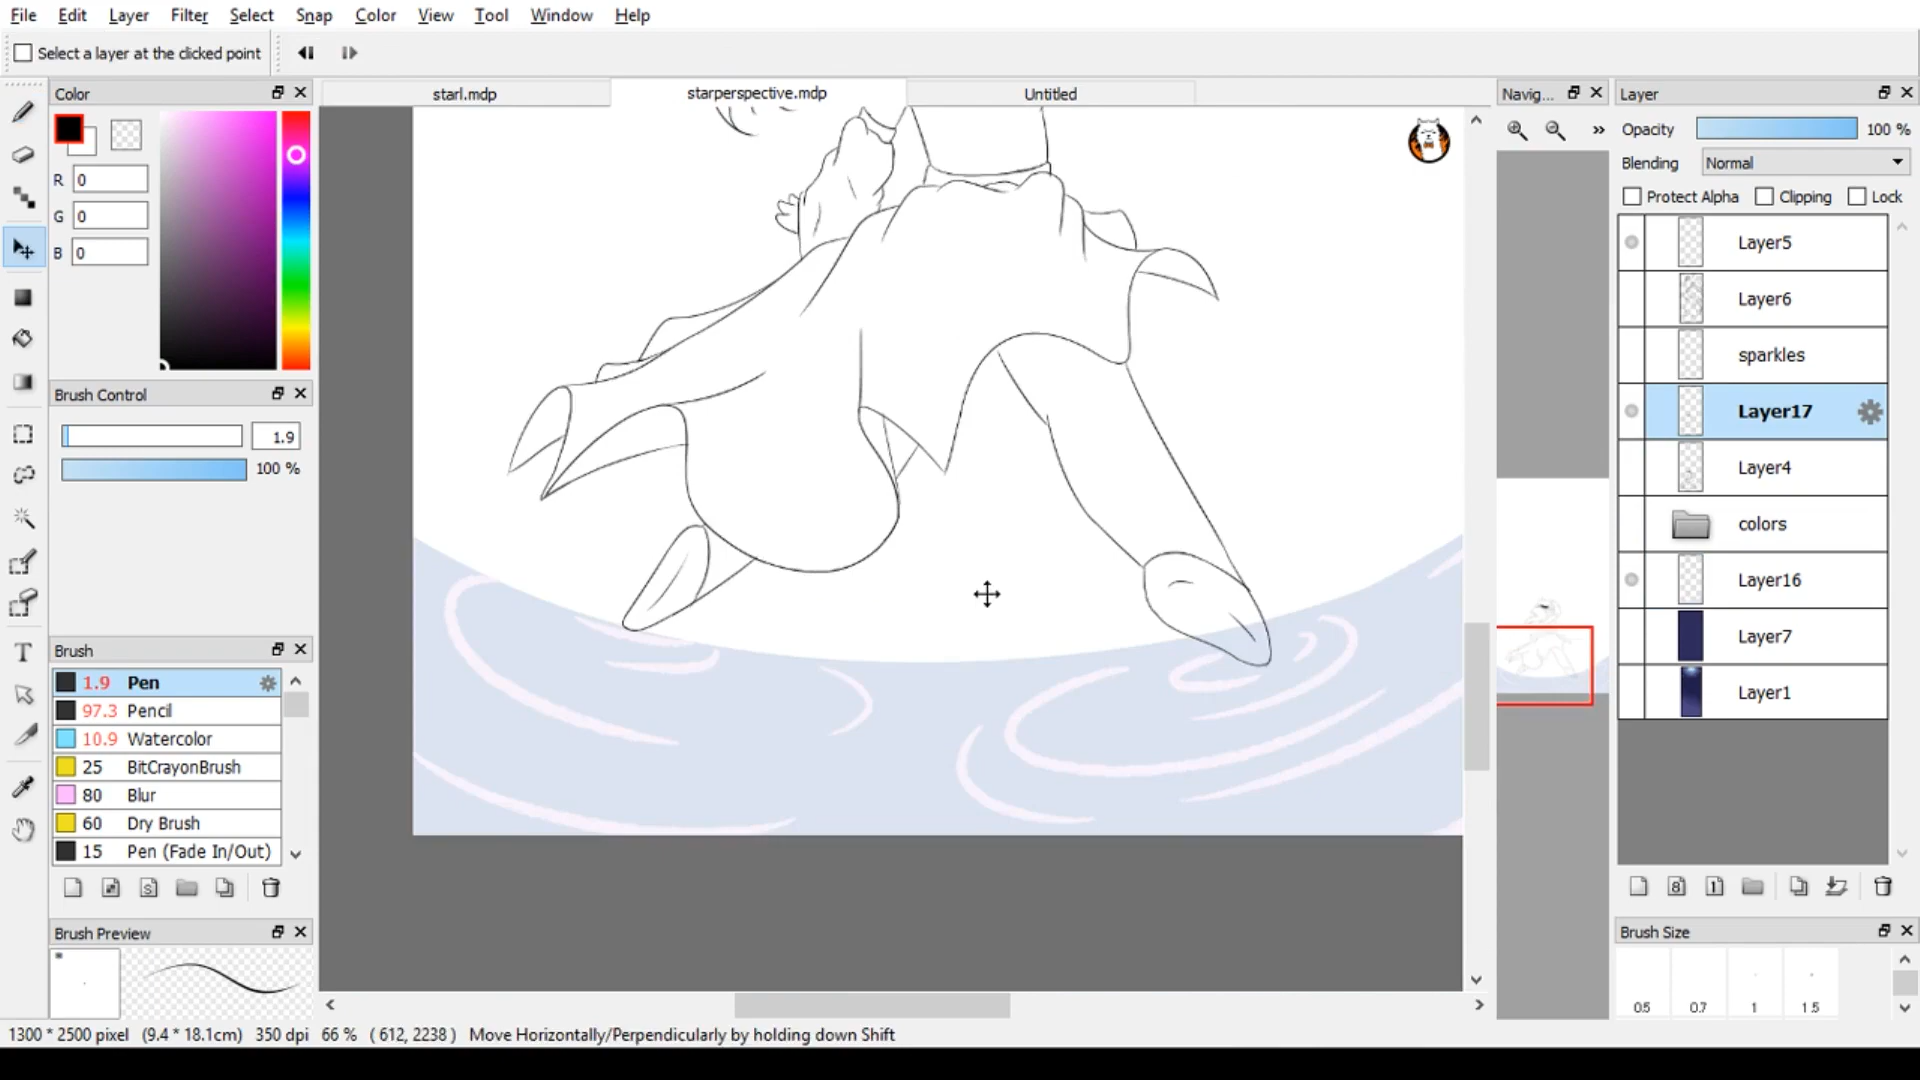 File Edit Layer Filter Select Snap Color View Tool Window Help
Select a layer at the clicked point
Color
R 0
G 0
B 0
Brush Control
1.9
100 %
Brush
1.9 Pen
97.3 Pencil
10.9 Watercolor
25 BitCrayonBrush
80 Blur
60 Dry Brush
15 Pen (Fade In/Out)
Brush Preview
starl.mdp starperspective.mdp Untitled
Navig...
Layer
Opacity 100 %
Blending Normal
Protect Alpha Clipping Lock
Layer5
Layer6
sparkles
Layer17
Layer4
colors
Layer16
Layer7
Layer1
Brush Size
0.5 0.7 1 1.5
1300 * 2500 pixel (9.4 * 18.1cm) 350 dpi 66 % ( 612, 2238 ) Move Horizontally/Perpendicularly by holding down Shift